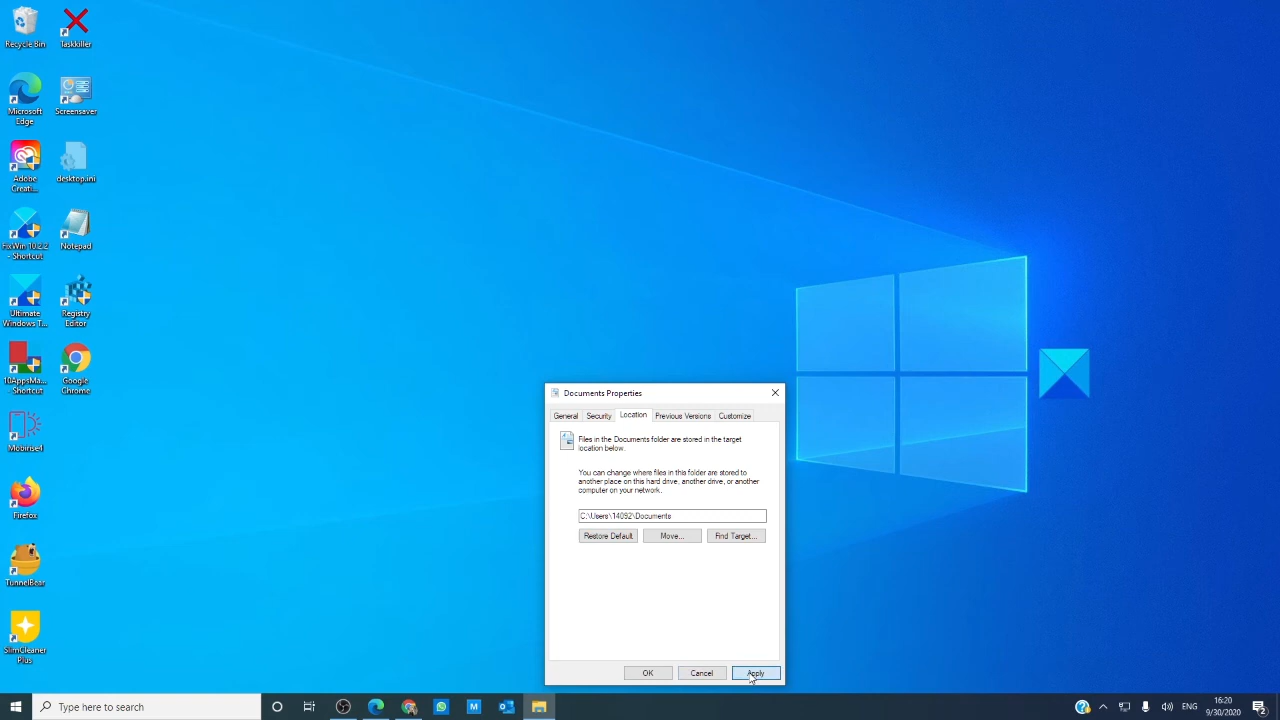 Recycle Bin
Taskkiller
Microsoft
Edge
Screensaver
Adobe
Creati...
desktop.ini
FixWin 10.2.2
- Shortcut
Notepad
Ultimate
Windows T...
Registry
Editor
10AppsMa...
- Shortcut
Google
Chrome
Mobirise4
Firefox
TunnelBear
SlimCleaner
Plus
Documents Properties
General Security Location Previous Versions Customize
Files in the Documents folder are stored in the target
location below.
You can change where files in this folder are stored to
another place on this hard drive, another drive, or another
computer on your network.
C:\Users\14092\Documents
Restore Default Move... Find Target...
OK Cancel Apply
Type here to search
ENG
16:20
9/30/2020
2